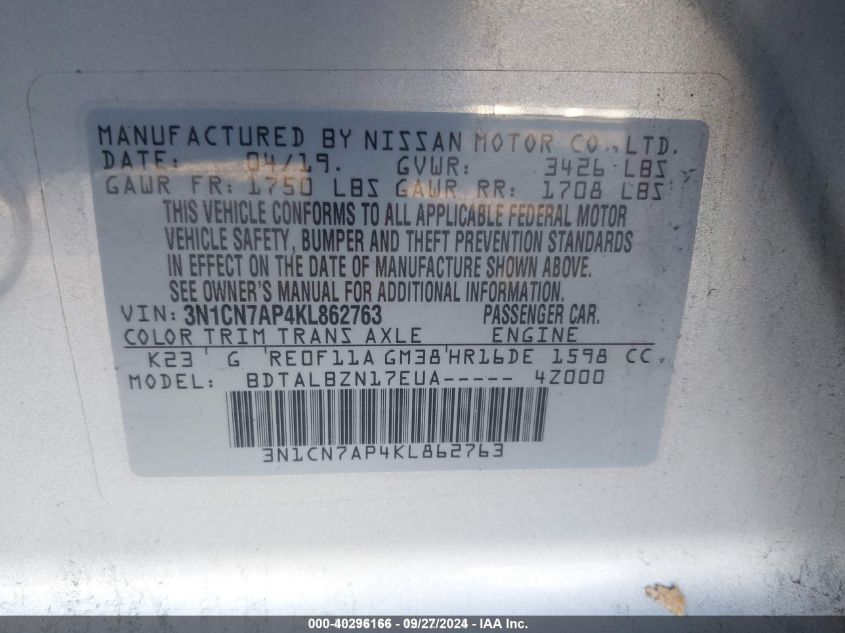 MANUFACTURED BY NISSAN MOTOR CO., LTD.
DATE: 04/19. GVWR: 3426 LBS
GAWR FR: 1750 LBS GAWR RR: 1708 LBS
THIS VEHICLE CONFORMS TO ALL APPLICABLE FEDERAL MOTOR
VEHICLE SAFETY, BUMPER AND THEFT PREVENTION STANDARDS
IN EFFECT ON THE DATE OF MANUFACTURE SHOWN ABOVE.
SEE OWNER'S MANUAL FOR ADDITIONAL INFORMATION.
VIN: 3N1CN7AP4KL862763 PASSENGER CAR.
COLOR TRIM TRANS AXLE ENGINE
K23 G RE0F11A GM38 HR16DE 1598 CC
MODEL: BDTALBZN17EUA----- 4Z000
3N1CN7AP4KL862763
000-40296166 - 09/27/2024 - IAA Inc.